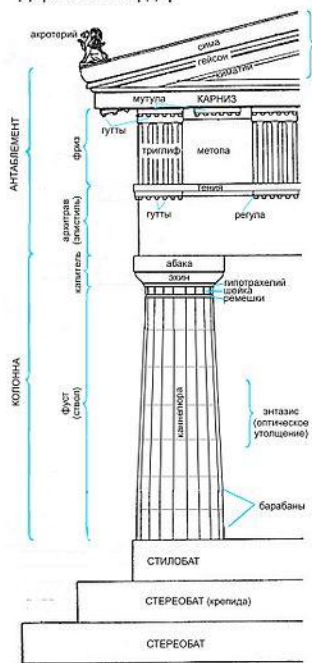 акротерий
сима
гейсон
киматий
мутула
КАРНИЗ
гутты
триглиф
метопа
АНТАБЛЕМЕНТ
фриз
тения
гутты
регула
архитрав
(эпистиль)
абака
капитель
эхин
гипотрахелий
шейка
ремешки
КОЛОННА
Фуст
(ствол)
каннелюра
энтазис
(оптическое
утолщение)
барабаны
СТИЛОБАТ
СТЕРЕОБАТ (крепида)
СТЕРЕОБАТ